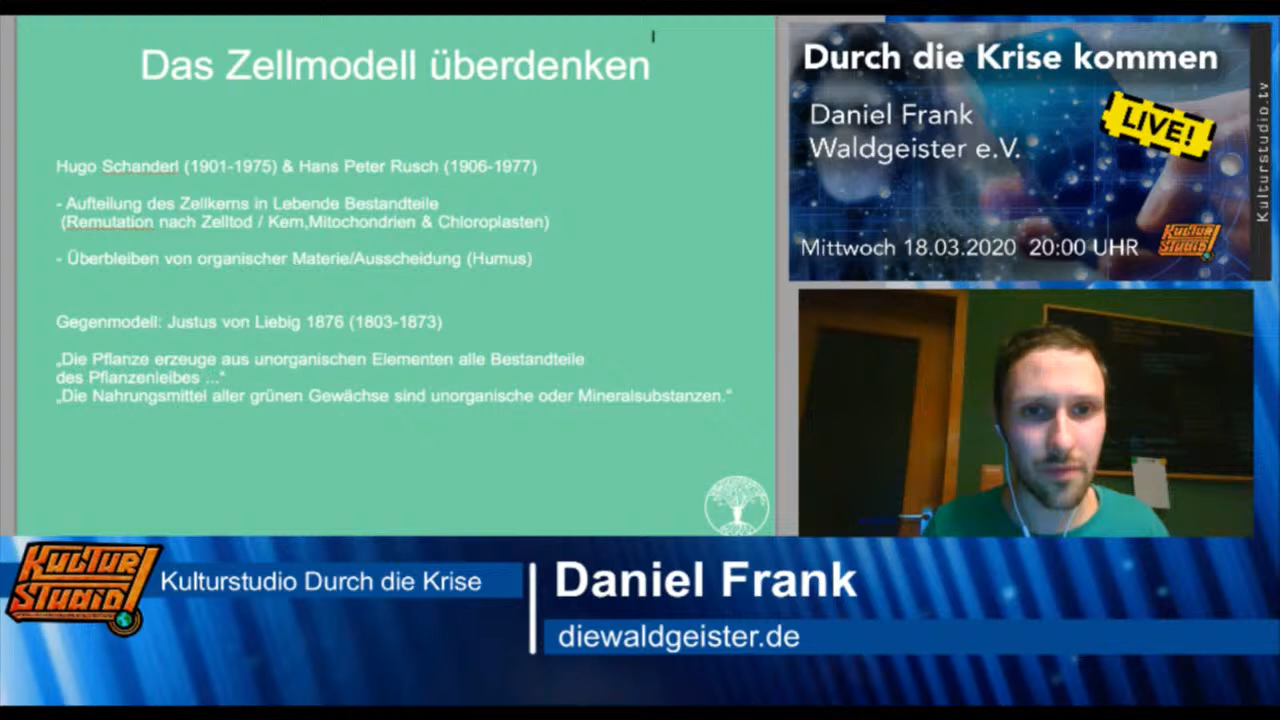 Das Zellmodell überdenken
Hugo Schanderl (1901-1975) & Hans Peter Rusch (1906-1977)
- Aufteilung des Zellkerns in Lebende Bestandteile
(Remutation nach Zelltod / Kern,Mitochondrien & Chloroplasten)
- Überbleiben von organischer Materie/Ausscheidung (Humus)
Gegenmodell: Justus von Liebig 1876 (1803-1873)
„Die Pflanze erzeuge aus unorganischen Elementen alle Bestandteile
des Pflanzenleibes ...“
„Die Nahrungsmittel aller grünen Gewächse sind unorganische oder Mineralsubstanzen.“
Durch die Krise kommen
Daniel Frank
Waldgeister e.V.
LIVE!
Kulturstudio.tv
Mittwoch 18.03.2020 20:00 UHR
KULTUR
STUDIO!
KULTUR
STUDIO!
Kulturstudio Durch die Krise
Daniel Frank
diewaldgeister.de